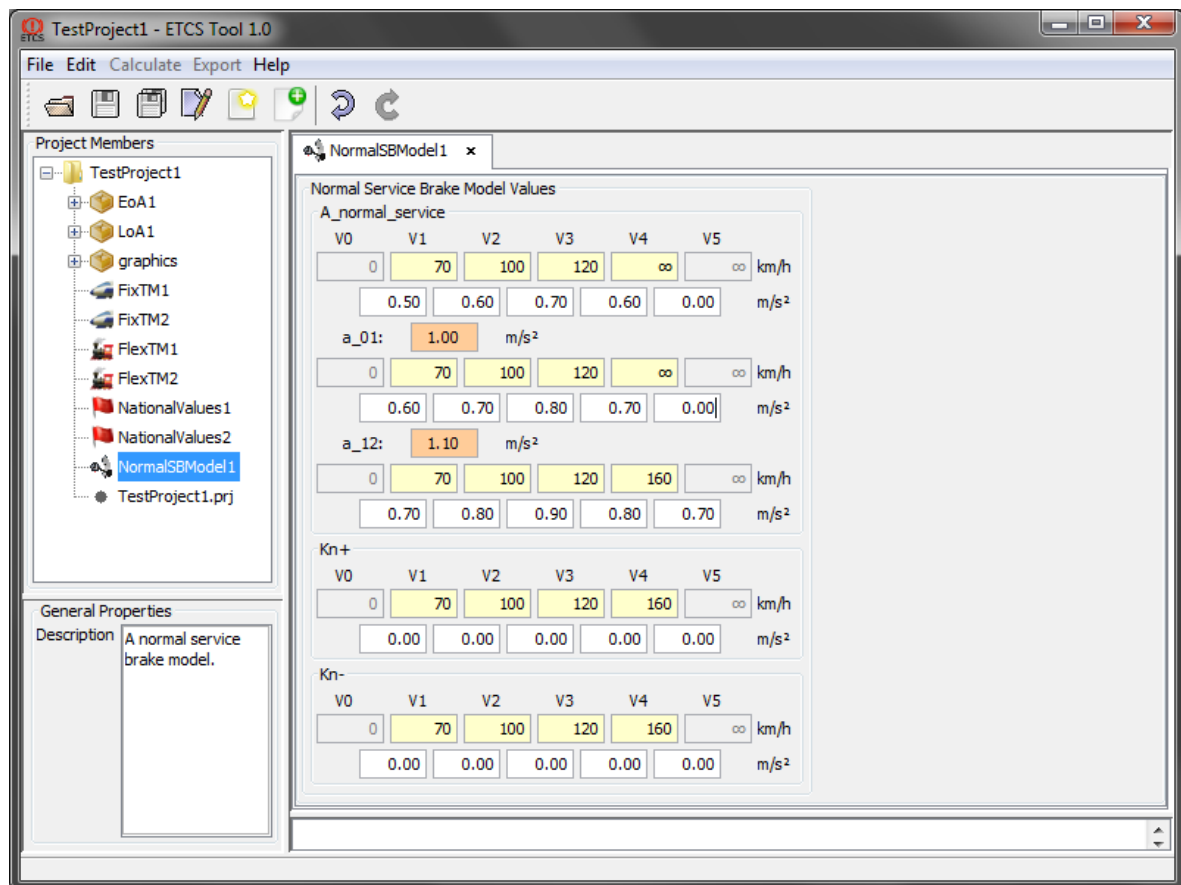 TestProject1 - ETCS Tool 1.0
ETCS
File Edit Calculate Export Help
Project Members
TestProject1
EoA1
LoA1
graphics
FixTM1
FixTM2
FlexTM1
FlexTM2
NationalValues1
NationalValues2
NormalSBModel1
TestProject1.prj
General Properties
Description
A normal service
brake model.
NormalSBModel1 x
Normal Service Brake Model Values
A_normal_service
V0 V1 V2 V3 V4 V5
0 70 100 120 ∞ ∞ km/h
0.50 0.60 0.70 0.60 0.00 m/s²
a_01: 1.00 m/s²
0 70 100 120 ∞ ∞ km/h
0.60 0.70 0.80 0.70 0.00 m/s²
a_12: 1.10 m/s²
0 70 100 120 160 ∞ km/h
0.70 0.80 0.90 0.80 0.70 m/s²
Kn+
V0 V1 V2 V3 V4 V5
0 70 100 120 160 ∞ km/h
0.00 0.00 0.00 0.00 0.00 m/s²
Kn-
V0 V1 V2 V3 V4 V5
0 70 100 120 160 ∞ km/h
0.00 0.00 0.00 0.00 0.00 m/s²